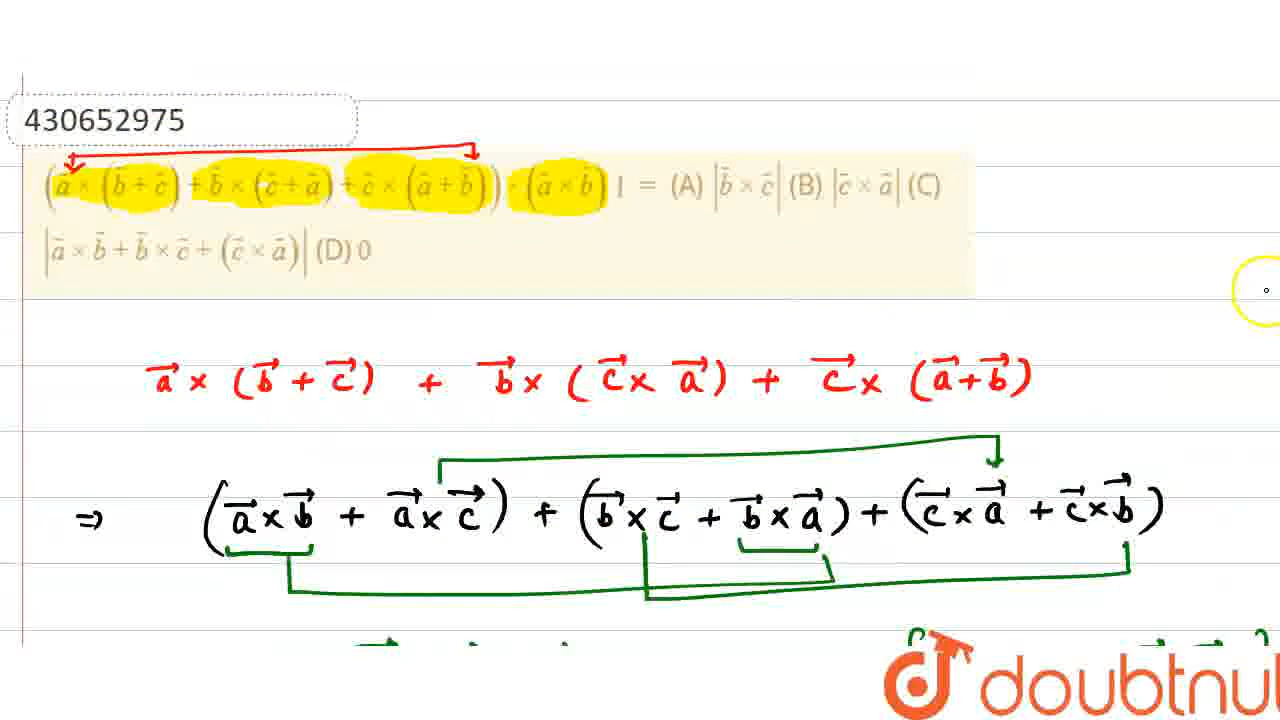 430652975
(a̅ × (b̅ + c̅) + b̅ × (c̅ + a̅) + c̅ × (a̅ + b̅)) · (a̅ × b̅) | = (A) |b̅ × c̅| (B) |c̅ × a̅| (C)
|a̅ × b̅ + b̅ × c̅ + (c̅ × a̅)| (D) 0
a⃗ × (b⃗ + c⃗) + b⃗ × (c⃗ × a⃗) + c⃗ × (a⃗ + b⃗)
⇒ (a⃗ × b⃗ + a⃗ × c⃗) + (b⃗ × c⃗ + b⃗ × a⃗) + (c⃗ × a⃗ + c⃗ × b⃗)
doubtnut